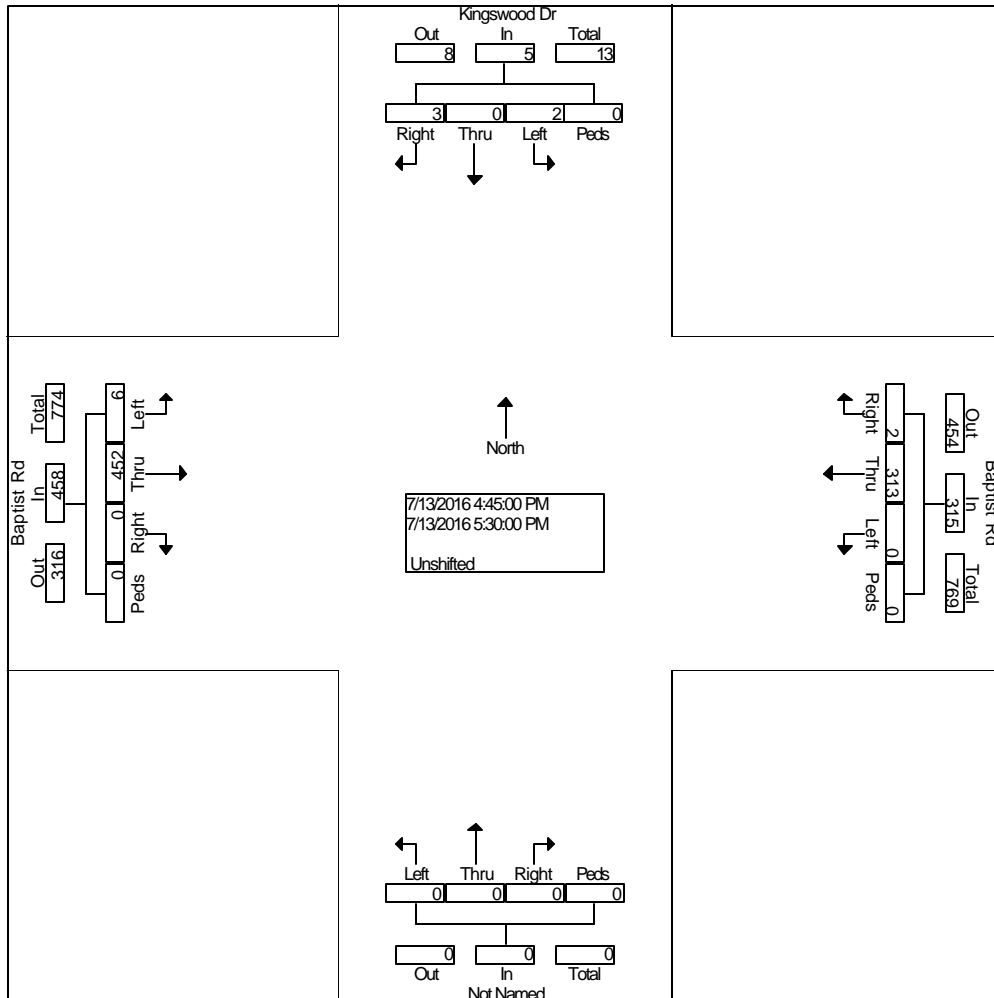 Kingswood Dr
Out In Total
8 5 13
3 0 2 0
Right Thru Left Peds
Baptist Rd
Out In Total
316 458 774
Left Thru Right Peds
6 452 0 0
North
7/13/2016 4:45:00 PM
7/13/2016 5:30:00 PM
Unshifted
Right Thru Left Peds
2 313 0 0
Out In Total
454 315 769
Baptist Rd
Left Thru Right Peds
0 0 0 0
0 0 0
Out In Total
Not Named